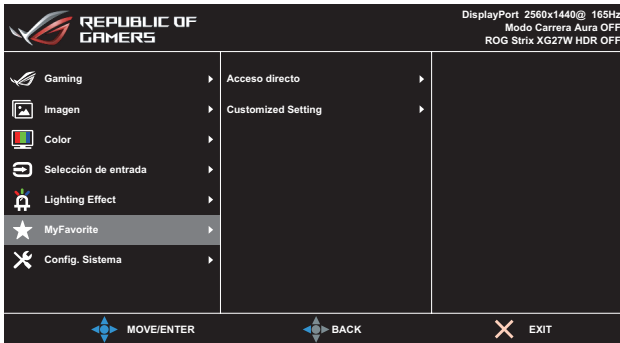 REPUBLIC OF
GAMERS
DisplayPort 2560x1440@ 165Hz
Modo Carrera Aura OFF
ROG Strix XG27W HDR OFF
Gaming
Imagen
Color
Selección de entrada
Lighting Effect
MyFavorite
Config. Sistema
Acceso directo
Customized Setting
MOVE/ENTER
BACK
EXIT